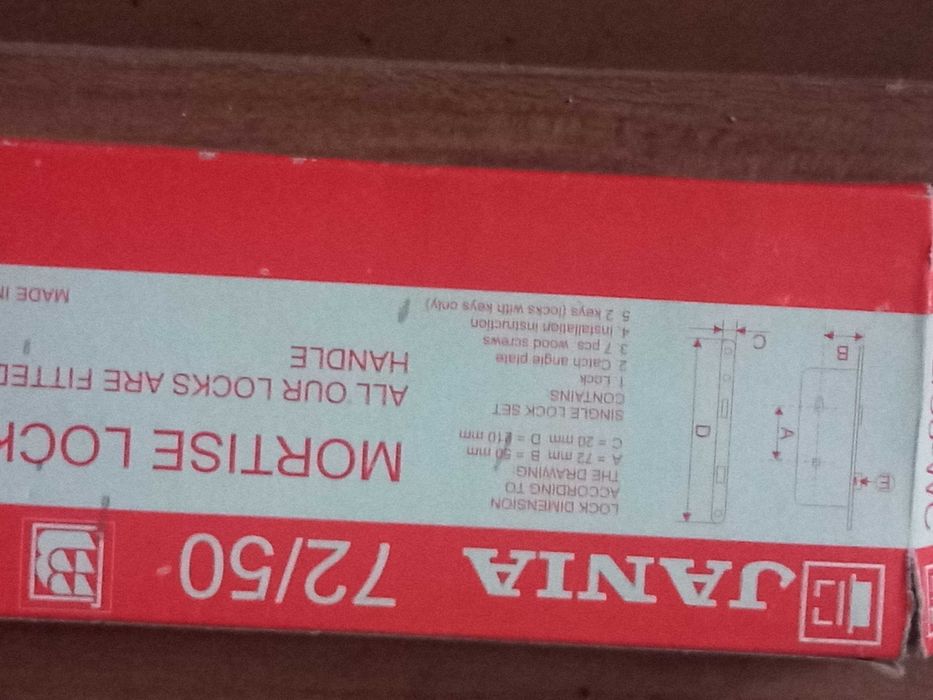 JANIA 72/50
LOCK DIMENSION
ACCORDING TO
THE DRAWING:
A = 72 mm B = 50 mm
C = 20 mm D = 210 mm
SINGLE LOCK SET
CONTAINS
1 Lock
2. Catch angle plate
3. 7 pcs wood screws
4 installation instruction
5 2 keys (locks with keys only)
MORTISE LOCK
ALL OUR LOCKS ARE FITTED
HANDLE
MADE IN
E
A
B
D
C